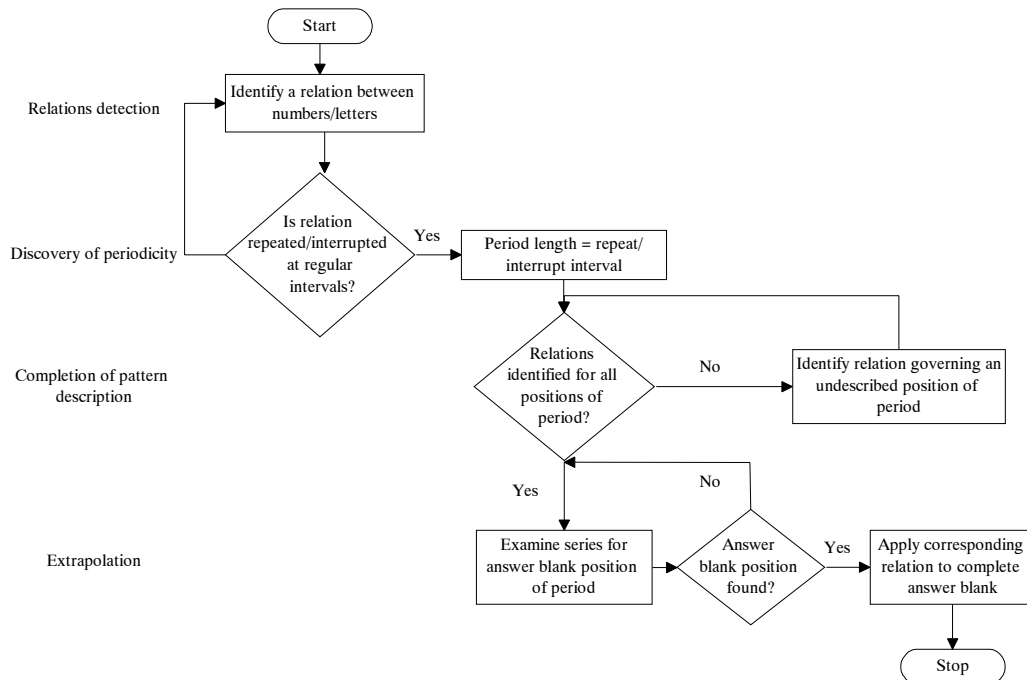 Start
Relations detection
Identify a relation between
numbers/letters
Discovery of periodicity
Is relation
repeated/interrupted
at regular
intervals?
Yes
Period length = repeat/
interrupt interval
Completion of pattern
description
Relations
identified for all
positions of
period?
No
Identify relation governing an
undescribed position of
period
Yes
No
Extrapolation
Examine series for
answer blank position
of period
Answer
blank position
found?
Yes
Apply corresponding
relation to complete
answer blank
Stop